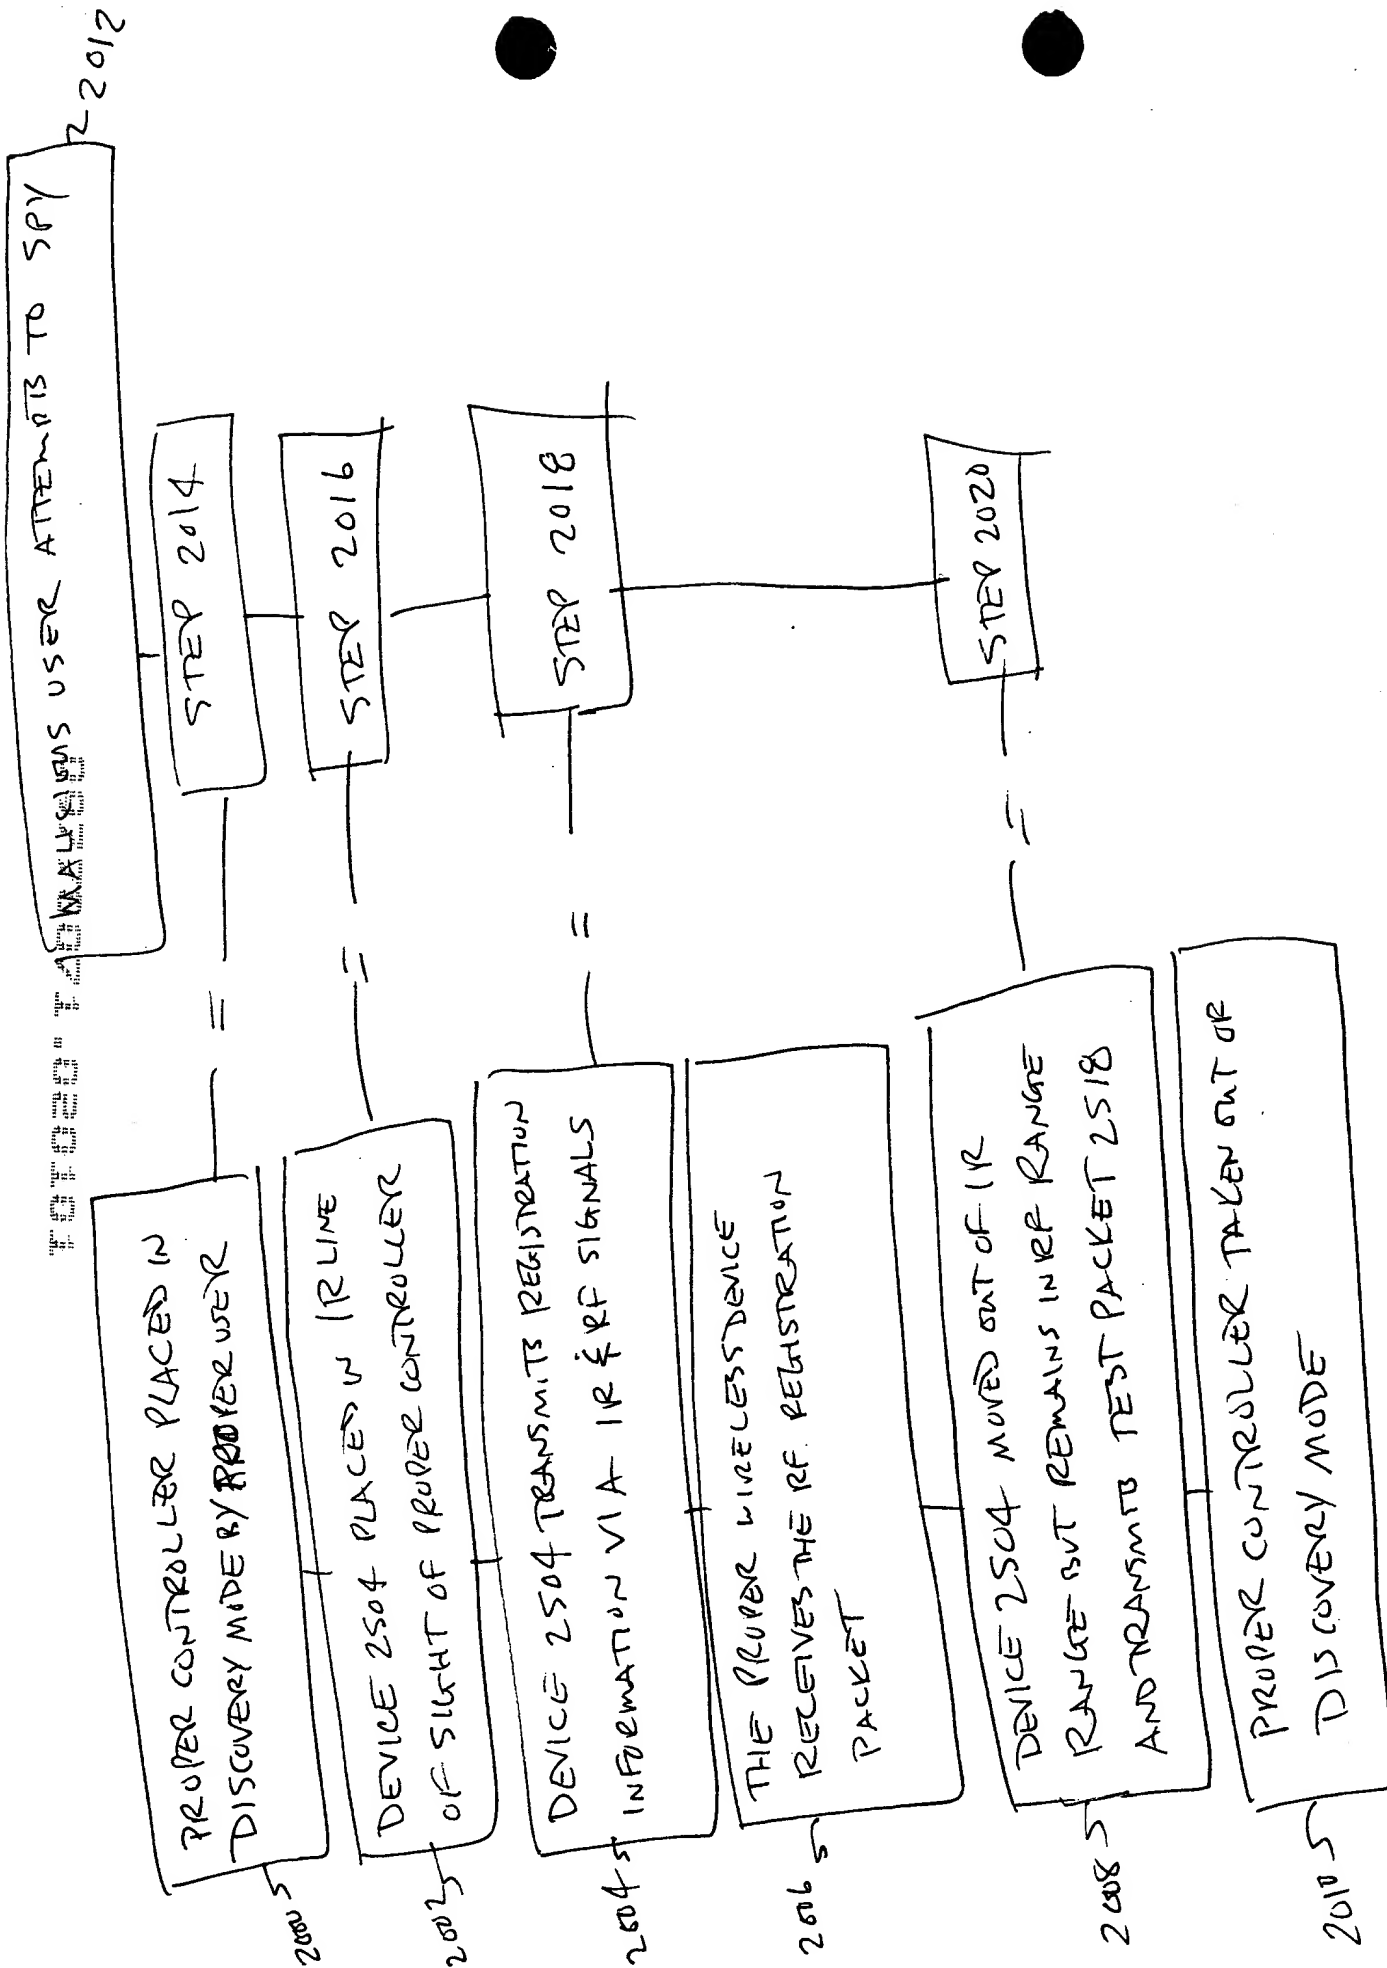 MALICIOUS USER ATTEMPTS TO SPY
2012
PROPER CONTROLLER PLACED IN
DISCOVERY MODE BY PROPER USER
2000
STEP 2014
DEVICE 2504 PLACED IN IR LINE
OF SIGHT OF PROPER CONTROLLER
2002
STEP 2016
DEVICE 2504 TRANSMITS REGISTRATION
INFORMATION VIA IR & RF SIGNALS
2004
STEP 2018
THE PROPER WIRELESS DEVICE
RECEIVES THE RF REGISTRATION
PACKET
2006
DEVICE 2504 MOVED OUT OF IR
RANGE BUT REMAINS IN RF RANGE
AND TRANSMITS TEST PACKET 2518
2008
STEP 2020
PROPER CONTROLLER TAKEN OUT OF
DISCOVERY MODE
2010